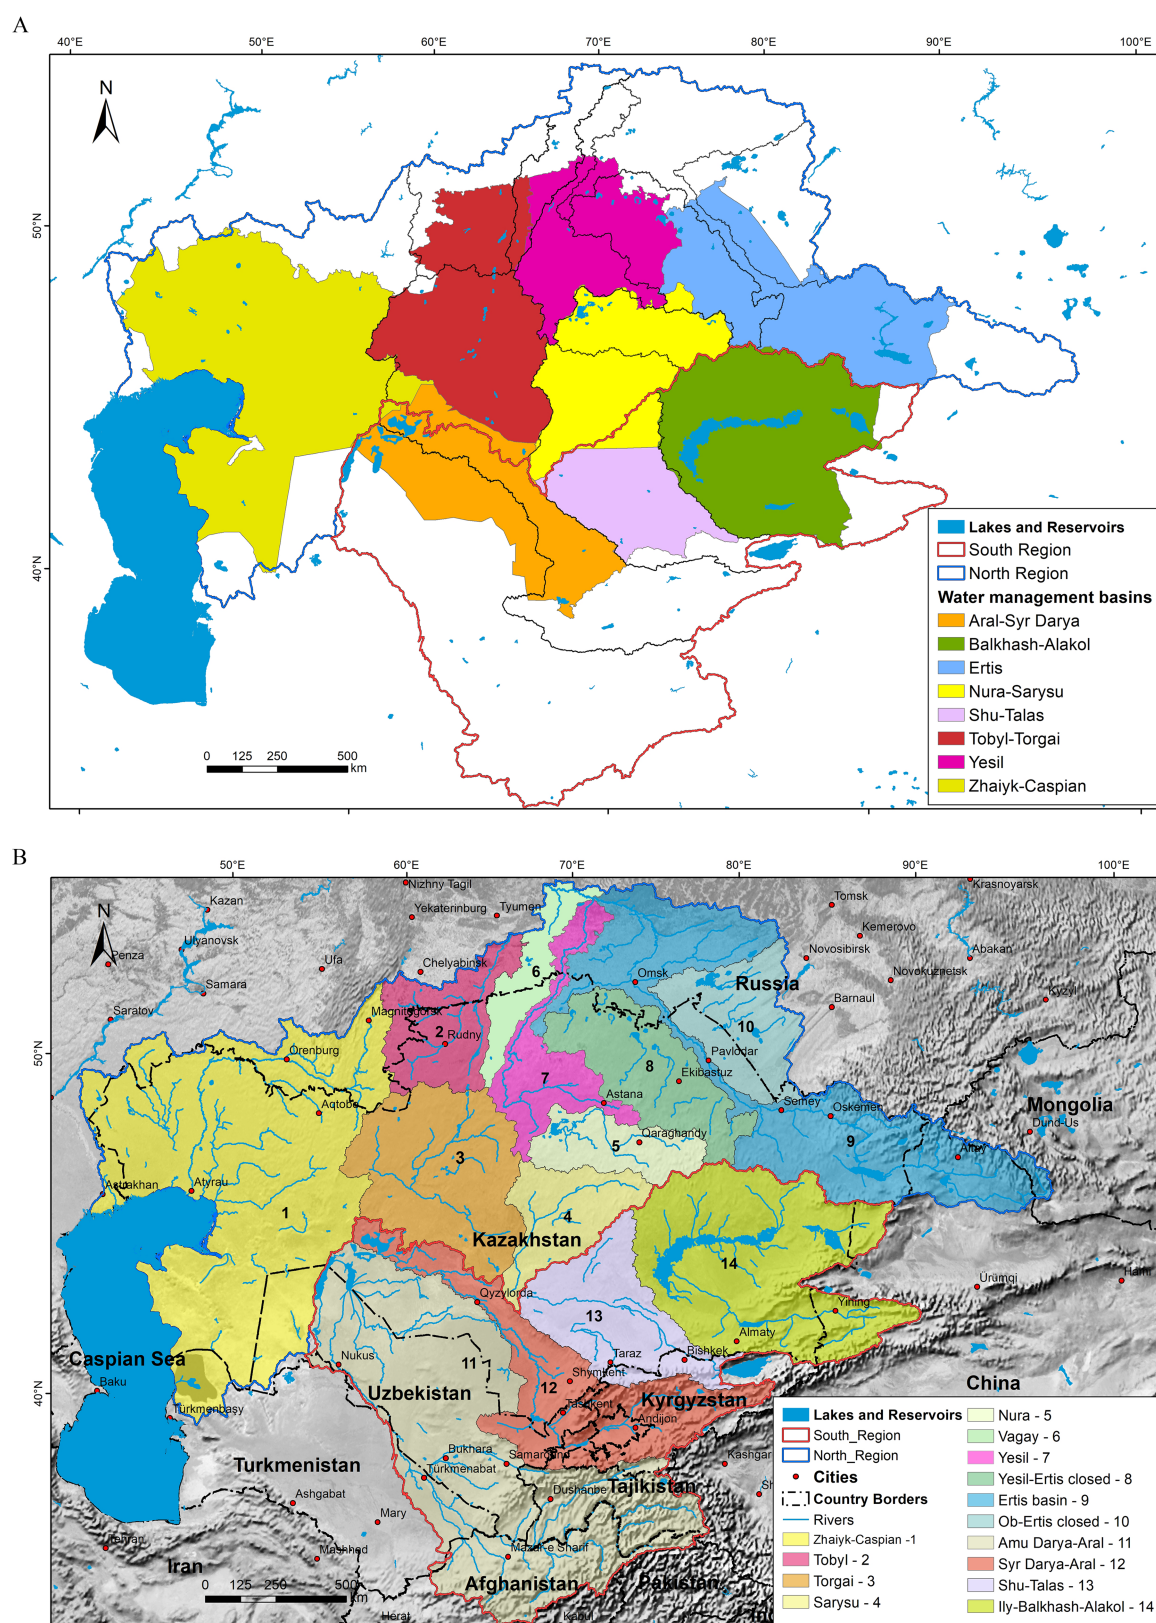 A
40°E 50°E 60°E 70°E 80°E 90°E 100°E
N
50°N
40°N
Lakes and Reservoirs
South Region
North Region
Water management basins
Aral-Syr Darya
Balkhash-Alakol
Ertis
Nura-Sarysu
Shu-Talas
Tobyl-Torgai
Yesil
Zhaiyk-Caspian
0 125 250 500
km
B
50°E 60°E 70°E 80°E 90°E 100°E
Nizhny Tagil
Krasnoyarsk
Kazan
Yekaterinburg
Tyumen
Tomsk
N
Kemerovo
Ulyanovsk
Penza
Ufa
Chelyabinsk
Novosibirsk
Abakan
6
Omsk
Novokuznetsk
Samara
Russia
Kyzyl
Saratov
Magnitogorsk
Barnaul
2
Rudny
10
50°N
Orenburg
Pavlodar
8
Ekibastuz
7
Astana
Semey
Oskemen
Mongolia
Aqtobe
Dund-Us
5
Qaraghandy
9
3
Altay
Astrakhan
Atyrau
1
4
Kazakhstan
14
Urumqi
Hami
Qyzylorda
13
Yining
Almaty
Caspian Sea
Nukus
11
Taraz
Bishkek
Baku
40°N
Uzbekistan
12
Shymkent
Kyrgyzstan
China
Türkmenbaşy
Tashkent
Andijon
Bukhara
Samarqand
Kashgar
Turkmenistan
Türkmenabat
Tajikistan
Dushanbe
Sh
Ashgabat
Mary
Tehran
Mashhad
Mazar-e Sharif
Iran
Afghanistan
Pakistan
0 125 250 500
km
Herat
Kabul
In
Lakes and Reservoirs
South_Region
North_Region
Cities
Country Borders
Rivers
Zhaiyk-Caspian -1
Tobyl - 2
Torgai - 3
Sarysu - 4
Nura - 5
Vagay - 6
Yesil - 7
Yesil-Ertis closed - 8
Ertis basin - 9
Ob-Ertis closed - 10
Amu Darya-Aral - 11
Syr Darya-Aral - 12
Shu-Talas - 13
Ily-Balkhash-Alakol - 14